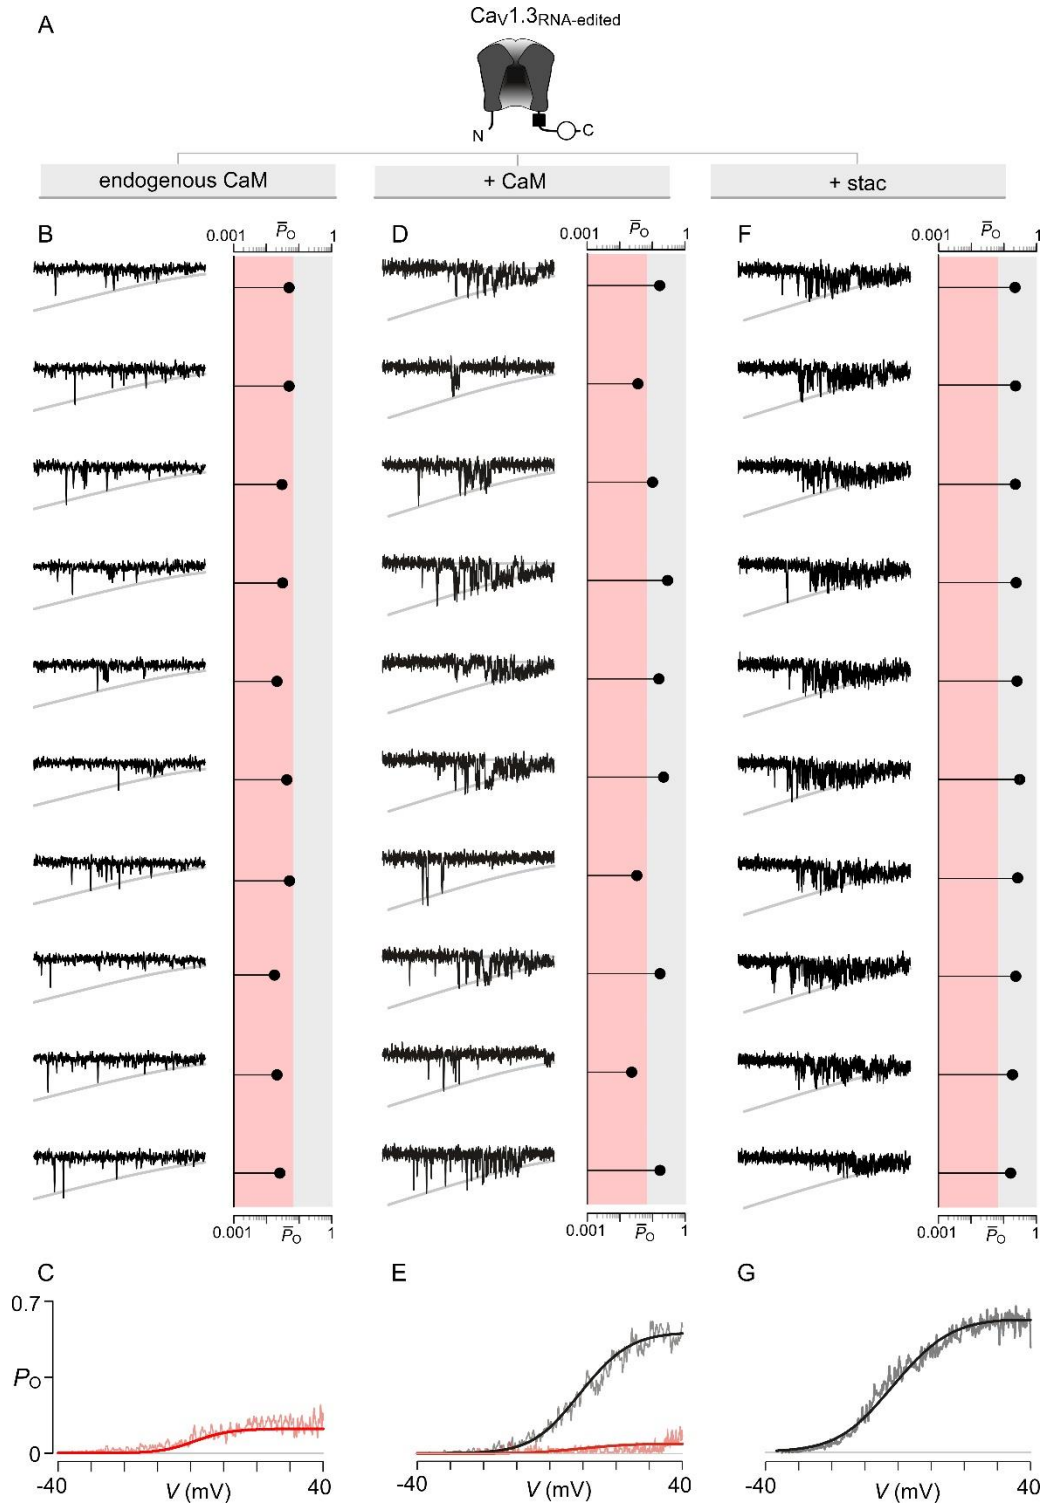 A
CaV1.3RNA-edited
N
C
endogenous CaM
+ CaM
+ stac
B
0.001 P̅O 1
D
0.001 P̅O 1
F
0.001 P̅O 1
0.001 P̅O 1
0.001 P̅O 1
0.001 P̅O 1
C
E
G
0.7
PO
0
-40 V (mV) 40
-40 V (mV) 40
-40 V (mV) 40